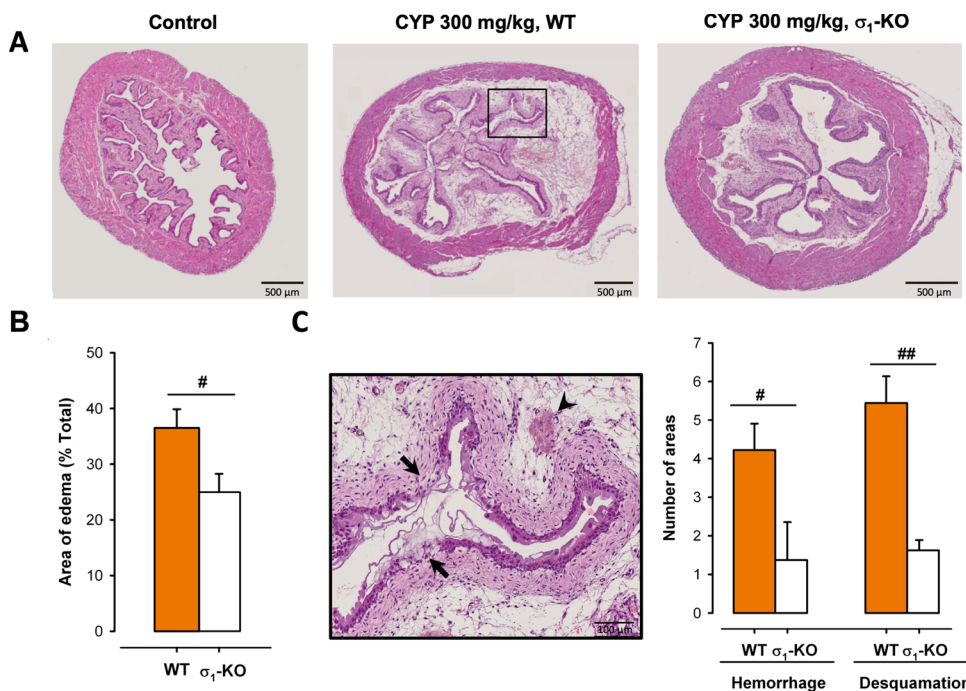 Control
CYP 300 mg/kg, WT
CYP 300 mg/kg, σ₁-KO
A
500 µm
500 µm
500 µm
B
Area of edema (% Total)
50
40
30
20
10
0
#
WT σ₁-KO
C
100 µm
Number of areas
7
6
5
4
3
2
1
0
#
##
WT σ₁-KO WT σ₁-KO
Hemorrhage Desquamation